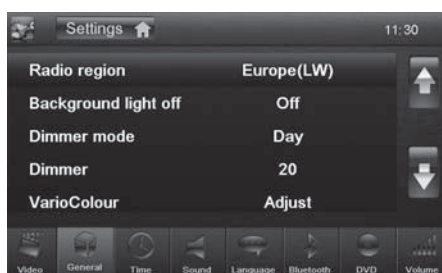 Settings 11:30
Radio region Europe(LW)
Background light off Off
Dimmer mode Day
Dimmer 20
VarioColour Adjust
Video General Time Sound Language Bluetooth DVD Volume